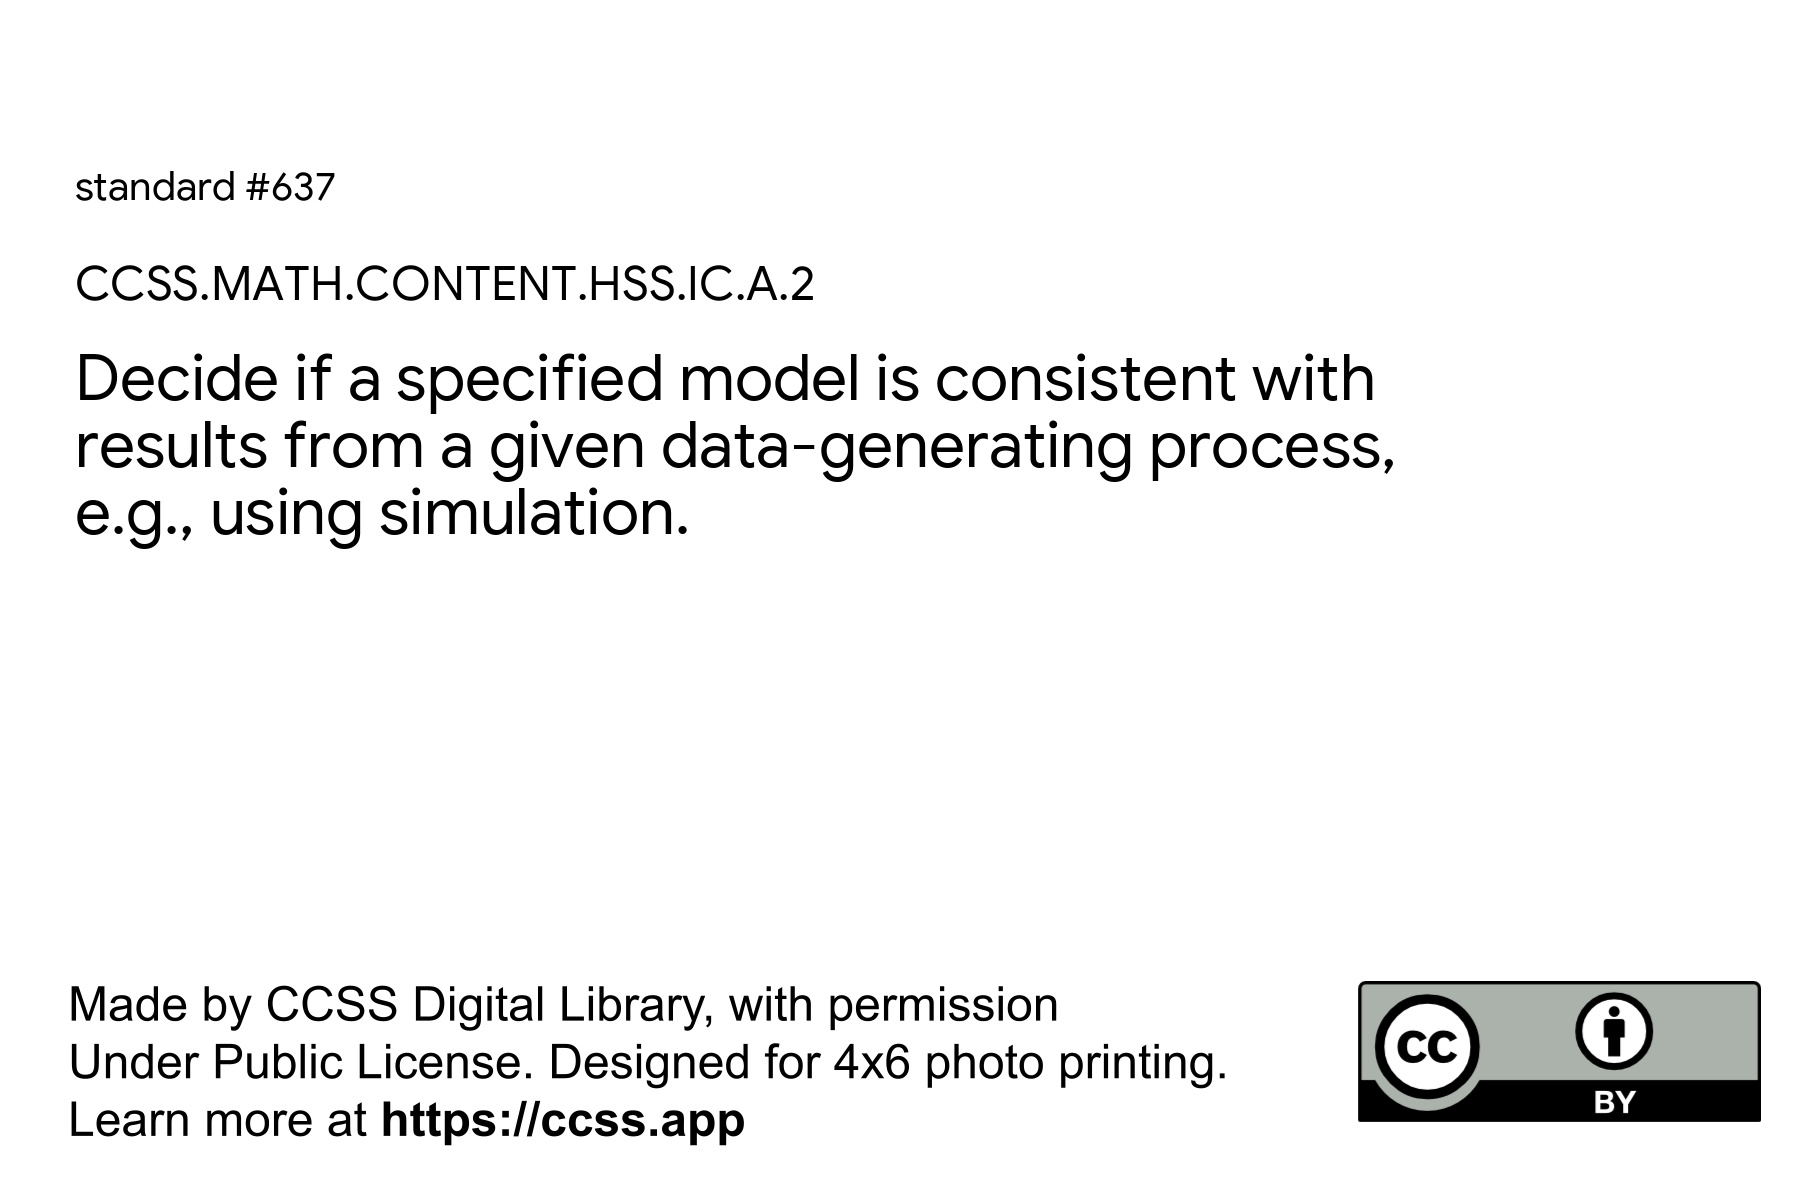 standard #637
CCSS.MATH.CONTENT.HSS.IC.A.2
Decide if a specified model is consistent with
results from a given data-generating process,
e.g., using simulation.
Made by CCSS Digital Library, with permission
Under Public License. Designed for 4x6 photo printing.
Learn more at https://ccss.app
cc
BY